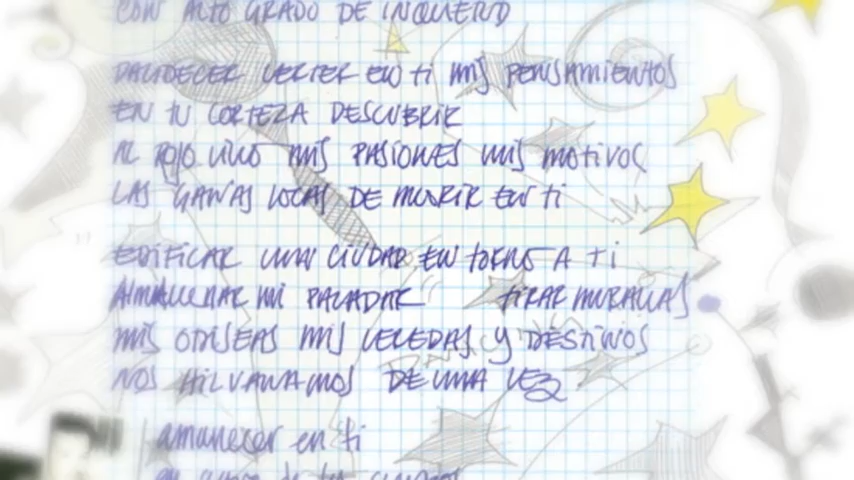 CON ALTO GRADO DE INQUIETUD
VERTER EN TI MIS PENSAMIENTOS
EN TU CORTEZA DESCUBRIR
AL ROJO VIVO MIS PASIONES MIS MOTIVOS
LAS GANAS LOCAS DE MORIR EN TI
EDIFICAR UNA CIUDAD EN TORNO A TI
MI PALADAR TIRAR MURALLAS
MIS ODISEAS MIS VEREDAS Y DESTINOS
NOS HILVANAMOS DE UNA VEZ
amanecer en ti